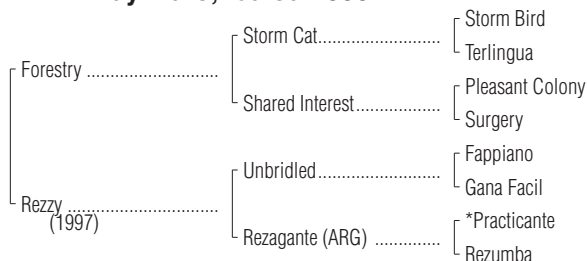 Storm Bird
Storm Cat
Terlingua
Forestry
Pleasant Colony
Shared Interest
Surgery
Fappiano
Unbridled
Gana Facil
Rezzy
(1997)
*Practicante
Rezagante (ARG)
Rezumba